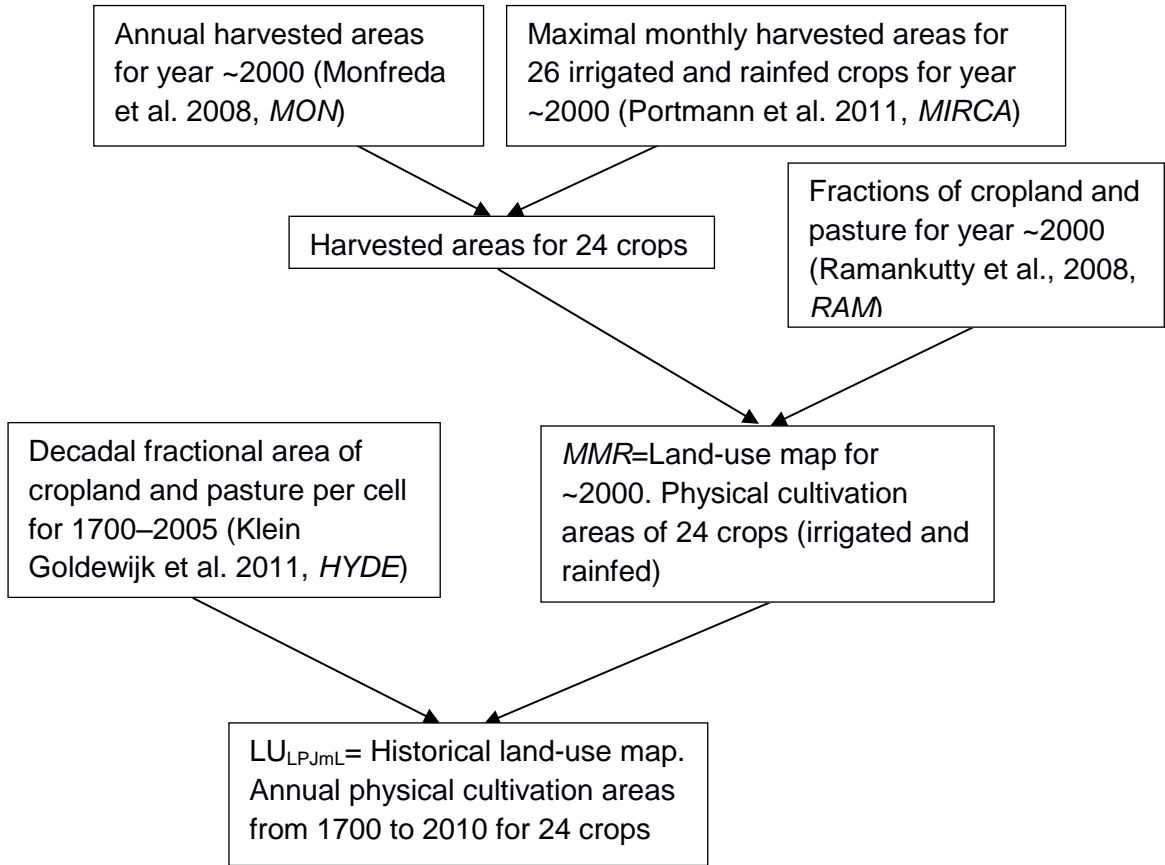 Annual harvested areas
for year ~2000 (Monfreda
et al. 2008, MON)
Maximal monthly harvested areas for
26 irrigated and rainfed crops for year
~2000 (Portmann et al. 2011, MIRCA)
Fractions of cropland and
pasture for year ~2000
(Ramankutty et al., 2008,
RAM)
Harvested areas for 24 crops
Decadal fractional area of
cropland and pasture per cell
for 1700–2005 (Klein
Goldewijk et al. 2011, HYDE)
MMR=Land-use map for
~2000. Physical cultivation
areas of 24 crops (irrigated and
rainfed)
LULPJmL= Historical land-use map.
Annual physical cultivation areas
from 1700 to 2010 for 24 crops